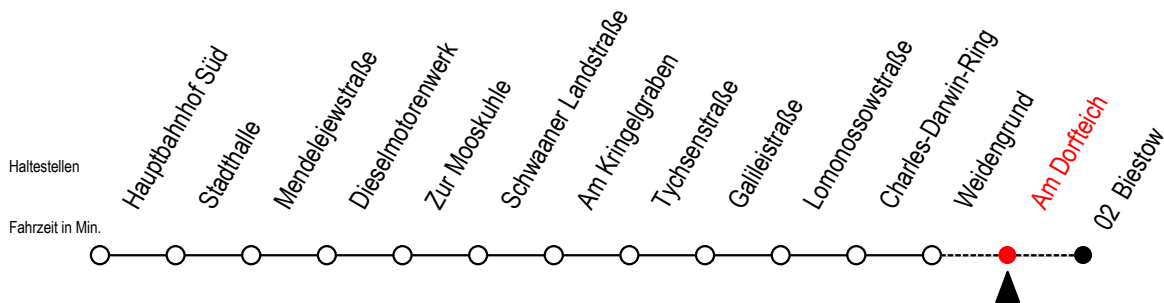 Hauptbahnhof Süd
Stadthalle
Mendelejewstraße
Dieselmotorenwerk
Zur Mooskuhle
Schwaaner Landstraße
Am Kringelgraben
Tychsenstraße
Galileistraße
Lomonossowstraße
Charles-Darwin-Ring
Weidengrund
Am Dorfteich
02 Biestow
Haltestellen
Fahrzeit in Min.